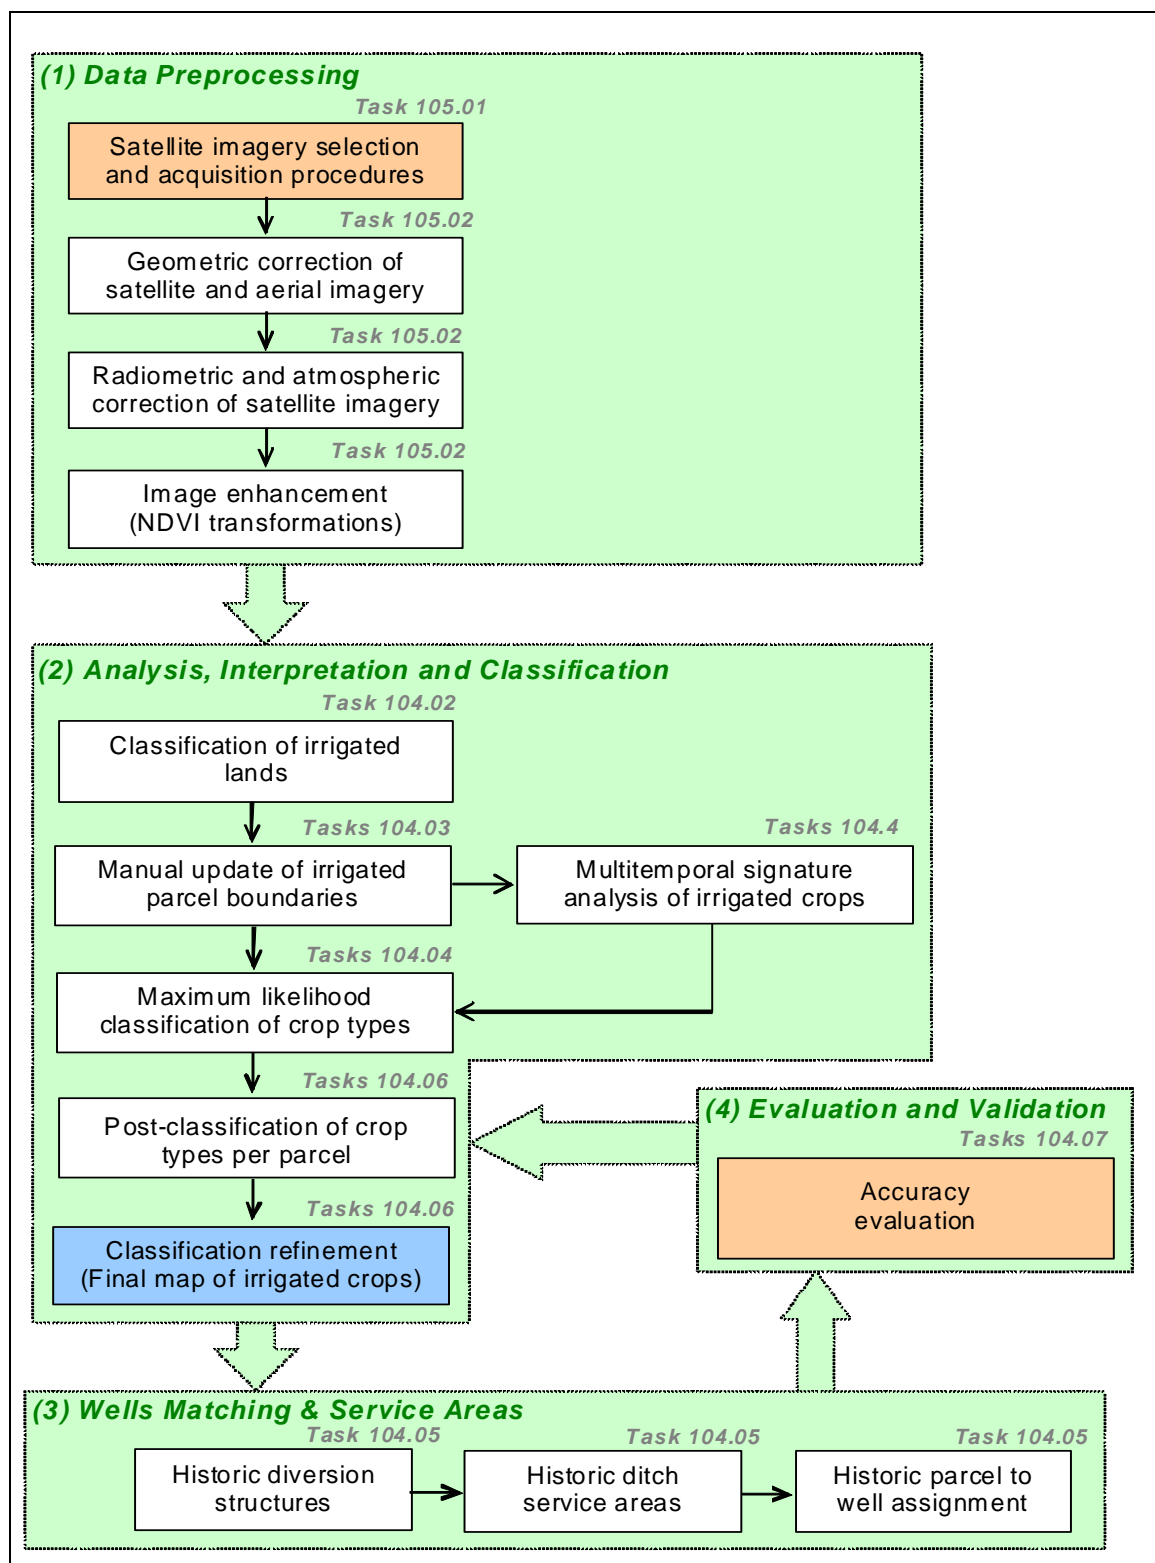 (1) Data Preprocessing
Task 105.01
Satellite imagery selection
and acquisition procedures
Task 105.02
Geometric correction of
satellite and aerial imagery
Task 105.02
Radiometric and atmospheric
correction of satellite imagery
Task 105.02
Image enhancement
(NDVI transformations)
(2) Analysis, Interpretation and Classification
Task 104.02
Classification of irrigated
lands
Tasks 104.03
Manual update of irrigated
parcel boundaries
Tasks 104.4
Multitemporal signature
analysis of irrigated crops
Tasks 104.04
Maximum likelihood
classification of crop types
Tasks 104.06
Post-classification of crop
types per parcel
Tasks 104.06
Classification refinement
(Final map of irrigated crops)
(4) Evaluation and Validation
Tasks 104.07
Accuracy
evaluation
(3) Wells Matching & Service Areas
Task 104.05
Historic diversion
structures
Task 104.05
Historic ditch
service areas
Task 104.05
Historic parcel to
well assignment